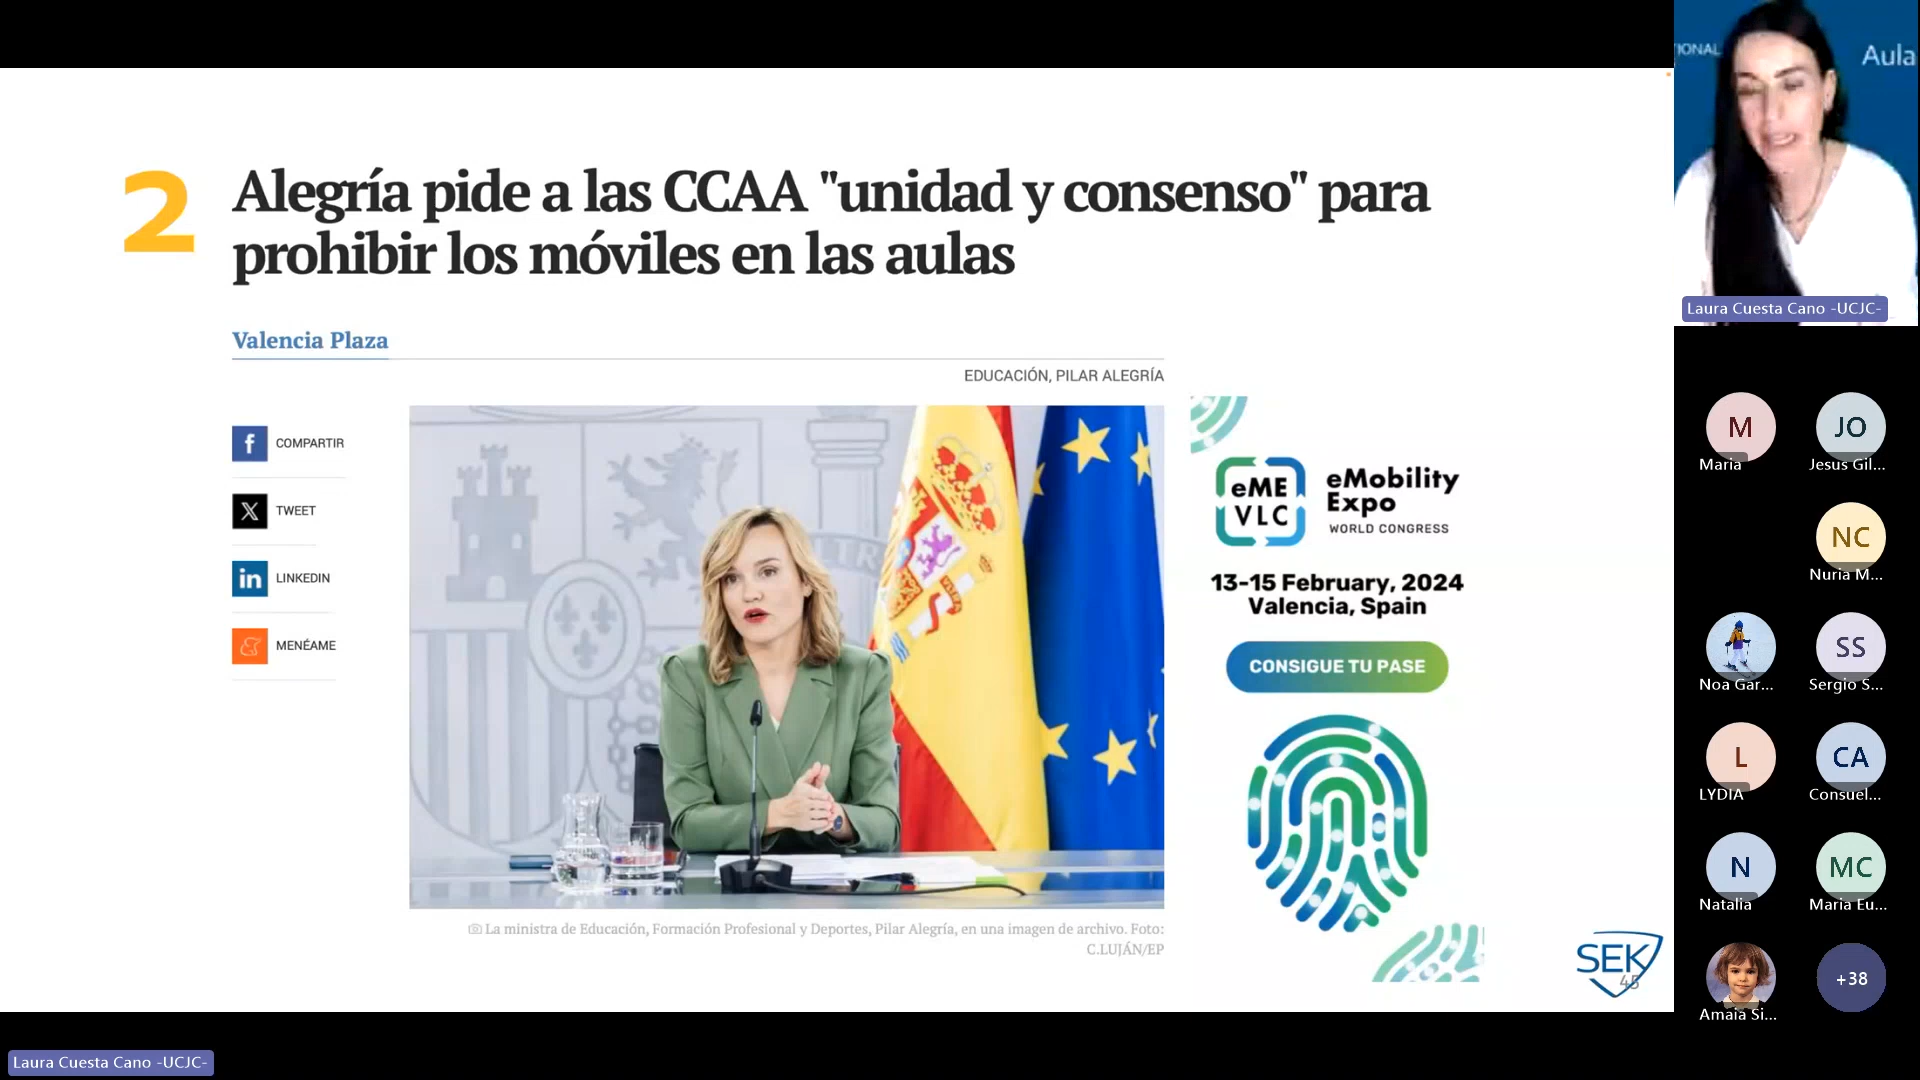 2
Alegría pide a las CCAA "unidad y consenso" para
prohibir los móviles en las aulas
Valencia Plaza
EDUCACIÓN, PILAR ALEGRÍA
COMPARTIR
TWEET
LINKEDIN
MENÉAME
eME
VLC
eMobility
Expo
WORLD CONGRESS
13-15 February, 2024
Valencia, Spain
CONSIGUE TU PASE
La ministra de Educación, Formación Profesional y Deportes, Pilar Alegría, en una imagen de archivo. Foto:
C.LUJÁN/EP
SEK
45
Aula
Laura Cuesta Cano -UCJC-
M
Maria
JO
Jesus Gil...
NC
Nuria M...
Noa Gar...
SS
Sergio S...
L
LYDIA
CA
Consuel...
N
Natalia
MC
Maria Eu...
Amaia Si...
+38
Laura Cuesta Cano -UCJC-